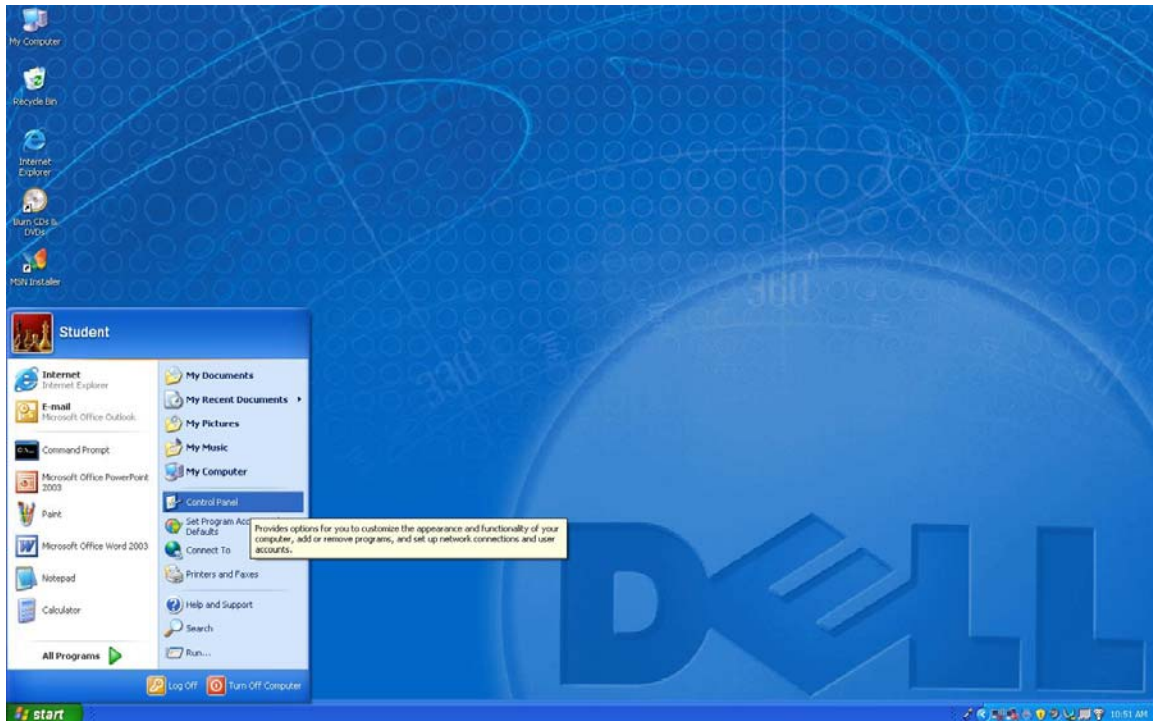 My Computer
Recycle Bin
Internet
Explorer
Burn CDs &
DVDs
MSN Installer
Student
Internet
Internet Explorer
E-mail
Microsoft Office Outlook
Command Prompt
Microsoft Office PowerPoint
2003
Paint
Microsoft Office Word 2003
Notepad
Calculator
All Programs
My Documents
My Recent Documents
My Pictures
My Music
My Computer
Control Panel
Set Program
Defaults
Connect To
Printers and Faxes
Help and Support
Search
Run...
Provides options for you to customize the appearance and functionality of your
computer, add or remove programs, and set up network connections and user
accounts.
Log Off
Turn Off Computer
start
10:51 AM
330
360
DELL